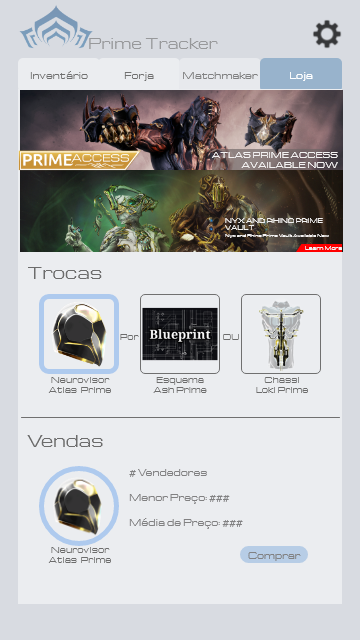 Prime Tracker
Inventário Forja Matchmaker Loja
PRIME ACCESS
ATLAS PRIME ACCESS
AVAILABLE NOW
NYX AND RHINO PRIME
VAULT
Nyx and Rhino Prime Vault Available Now
Learn More
Trocas
Blueprint
Por OU
Neurovisor Esquema Chassi
Atlas Prime Ash Prime Loki Prime
Vendas
# Vendedores
Menor Preço: ###
Média de Preço: ###
Neurovisor
Atlas Prime
Comprar